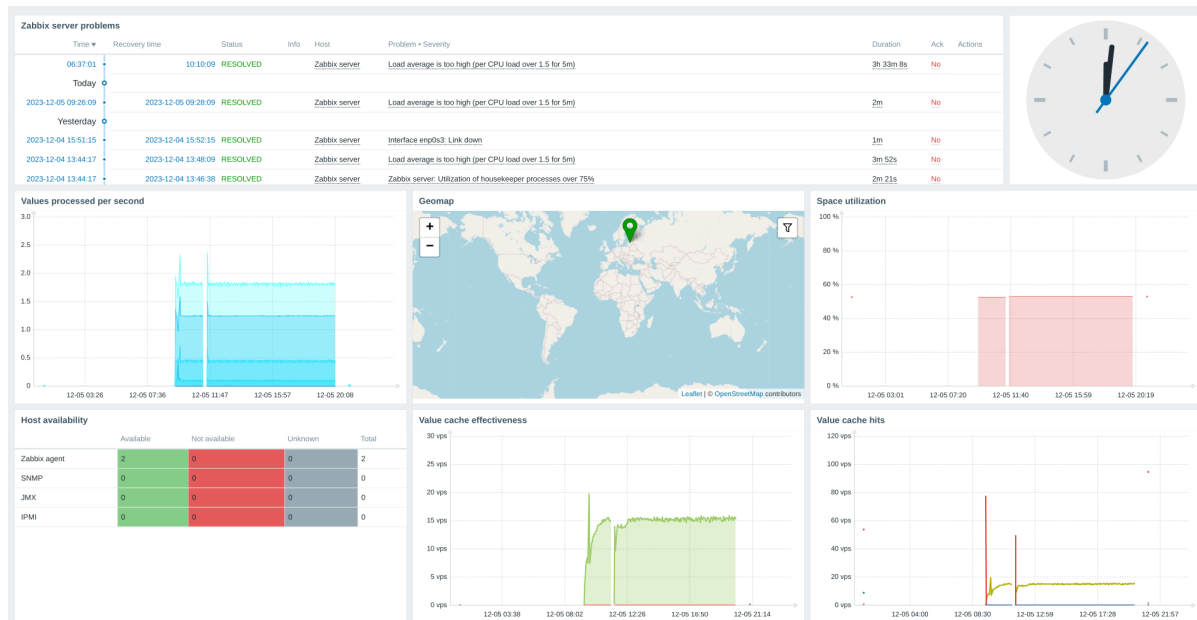 Zabbix server problems
Time ▼ Recovery time Status Info Host Problem • Severity Duration Ack Actions
06:37:01 10:10:09 RESOLVED Zabbix server Load average is too high (per CPU load over 1.5 for 5m) 3h 33m 8s No
Today
2023-12-05 09:26:09 2023-12-05 09:28:09 RESOLVED Zabbix server Load average is too high (per CPU load over 1.5 for 5m) 2m No
Yesterday
2023-12-04 15:51:15 2023-12-04 15:52:15 RESOLVED Zabbix server Interface enp0s3: Link down 1m No
2023-12-04 13:44:17 2023-12-04 13:48:09 RESOLVED Zabbix server Load average is too high (per CPU load over 1.5 for 5m) 3m 52s No
2023-12-04 13:44:17 2023-12-04 13:46:38 RESOLVED Zabbix server Zabbix server: Utilization of housekeeper processes over 75% 2m 21s No
Values processed per second
3.0
2.5
2.0
1.5
1.0
0.5
0
12-05 03:26 12-05 07:36 12-05 11:47 12-05 15:57 12-05 20:08
Geomap
+
−
Leaflet | © OpenStreetMap contributors
Space utilization
100 %
80 %
60 %
40 %
20 %
0 %
12-05 03:01 12-05 07:20 12-05 11:40 12-05 15:59 12-05 20:19
Host availability
Available Not available Unknown Total
Zabbix agent 2 0 0 2
SNMP 0 0 0 0
JMX 0 0 0 0
IPMI 0 0 0 0
Value cache effectiveness
30 vps
25 vps
20 vps
15 vps
10 vps
5 vps
0 vps
12-05 03:38 12-05 08:02 12-05 12:26 12-05 16:50 12-05 21:14
Value cache hits
120 vps
100 vps
80 vps
60 vps
40 vps
20 vps
0 vps
12-05 04:00 12-05 08:30 12-05 12:59 12-05 17:28 12-05 21:57